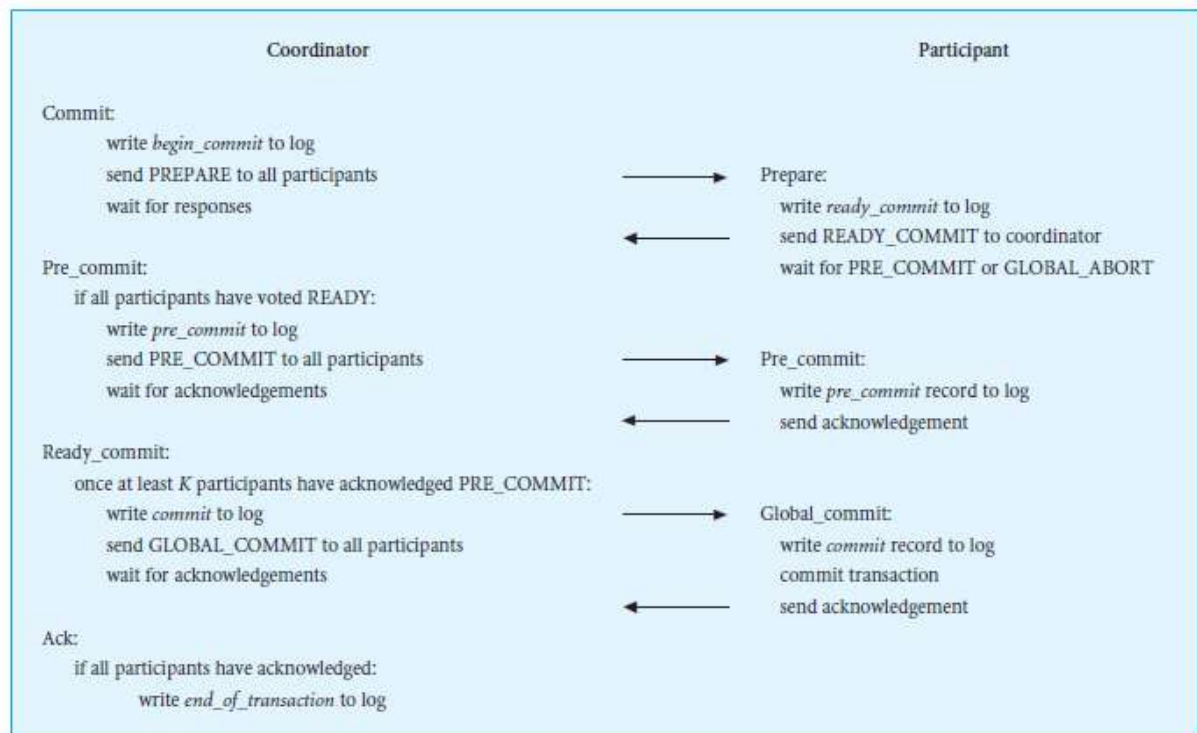 Coordinator
Participant
Commit:
write begin_commit to log
send PREPARE to all participants
Prepare:
wait for responses
write ready_commit to log
send READY_COMMIT to coordinator
Pre_commit:
wait for PRE_COMMIT or GLOBAL_ABORT
if all participants have voted READY:
write pre_commit to log
send PRE_COMMIT to all participants
Pre_commit:
wait for acknowledgements
write pre_commit record to log
send acknowledgement
Ready_commit:
once at least K participants have acknowledged PRE_COMMIT:
write commit to log
Global_commit:
send GLOBAL_COMMIT to all participants
write commit record to log
wait for acknowledgements
commit transaction
send acknowledgement
Ack:
if all participants have acknowledged:
write end_of_transaction to log